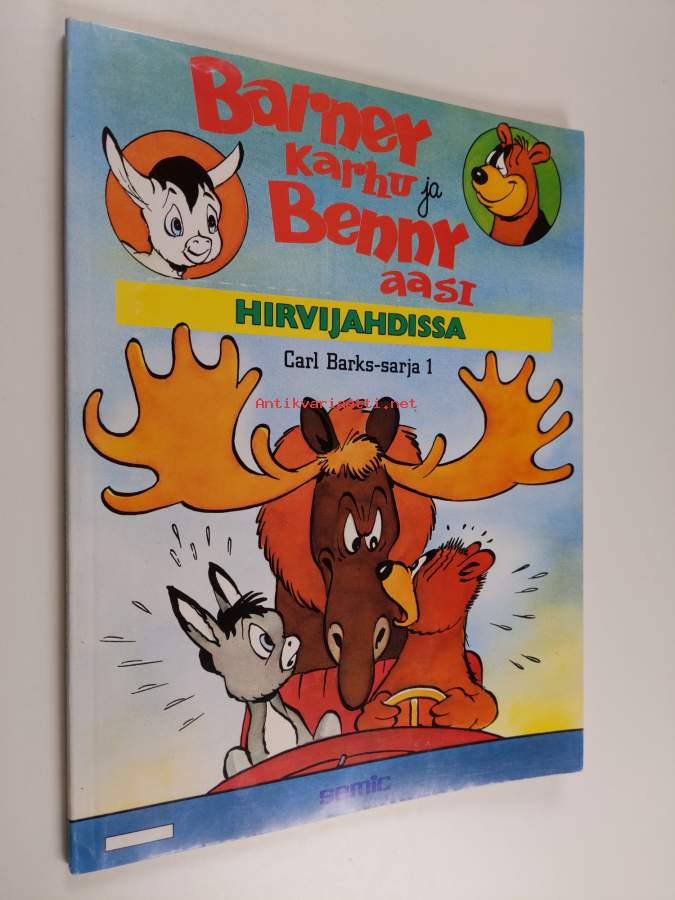 Barney
Karhu ja
Benny
aasi
HIRVIJAHDISSA
Carl Barks-sarja 1
Antikvariaatti.net
semic